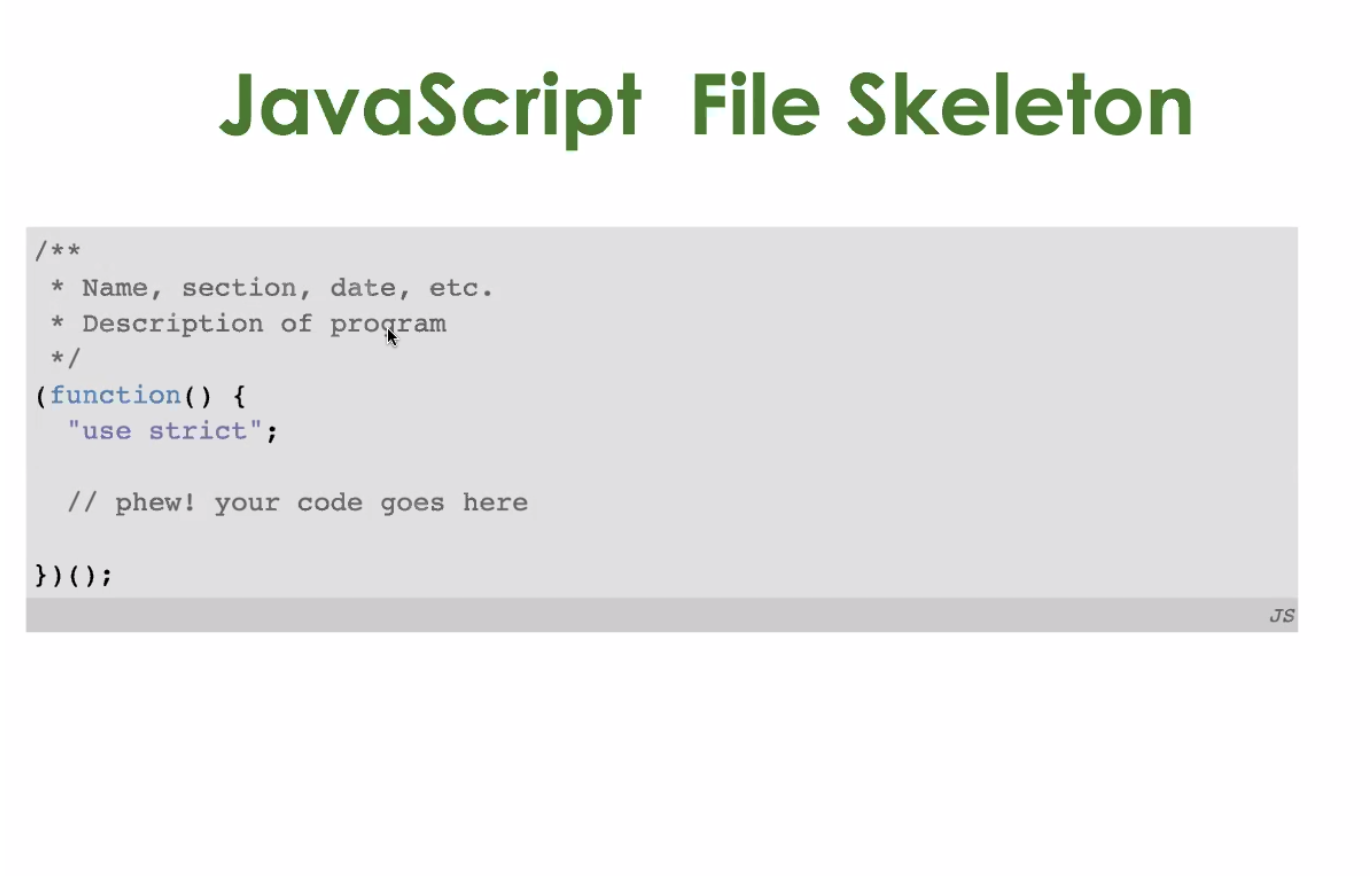 JavaScript File Skeleton
/**
 * Name, section, date, etc.
 * Description of program
 */
(function() {
  "use strict";
  // phew! your code goes here
})();
JS